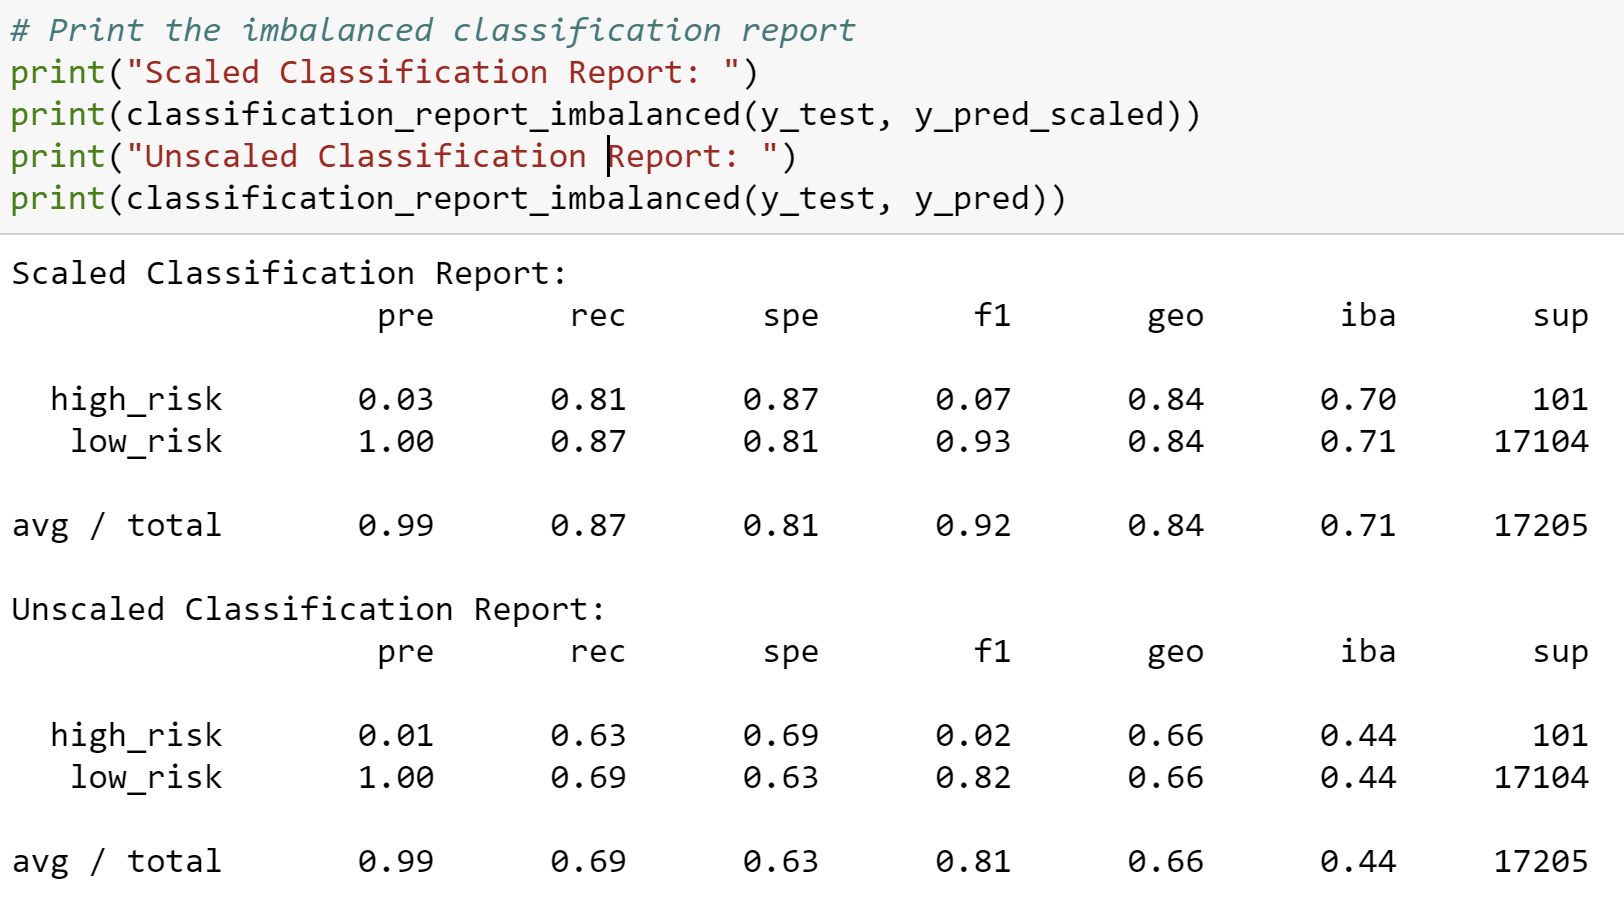 # Print the imbalanced classification report
print("Scaled Classification Report: ")
print(classification_report_imbalanced(y_test, y_pred_scaled))
print("Unscaled Classification Report: ")
print(classification_report_imbalanced(y_test, y_pred))
Scaled Classification Report:
pre rec spe f1 geo iba sup
high_risk 0.03 0.81 0.87 0.07 0.84 0.70 101
low_risk 1.00 0.87 0.81 0.93 0.84 0.71 17104
avg / total 0.99 0.87 0.81 0.92 0.84 0.71 17205
Unscaled Classification Report:
pre rec spe f1 geo iba sup
high_risk 0.01 0.63 0.69 0.02 0.66 0.44 101
low_risk 1.00 0.69 0.63 0.82 0.66 0.44 17104
avg / total 0.99 0.69 0.63 0.81 0.66 0.44 17205